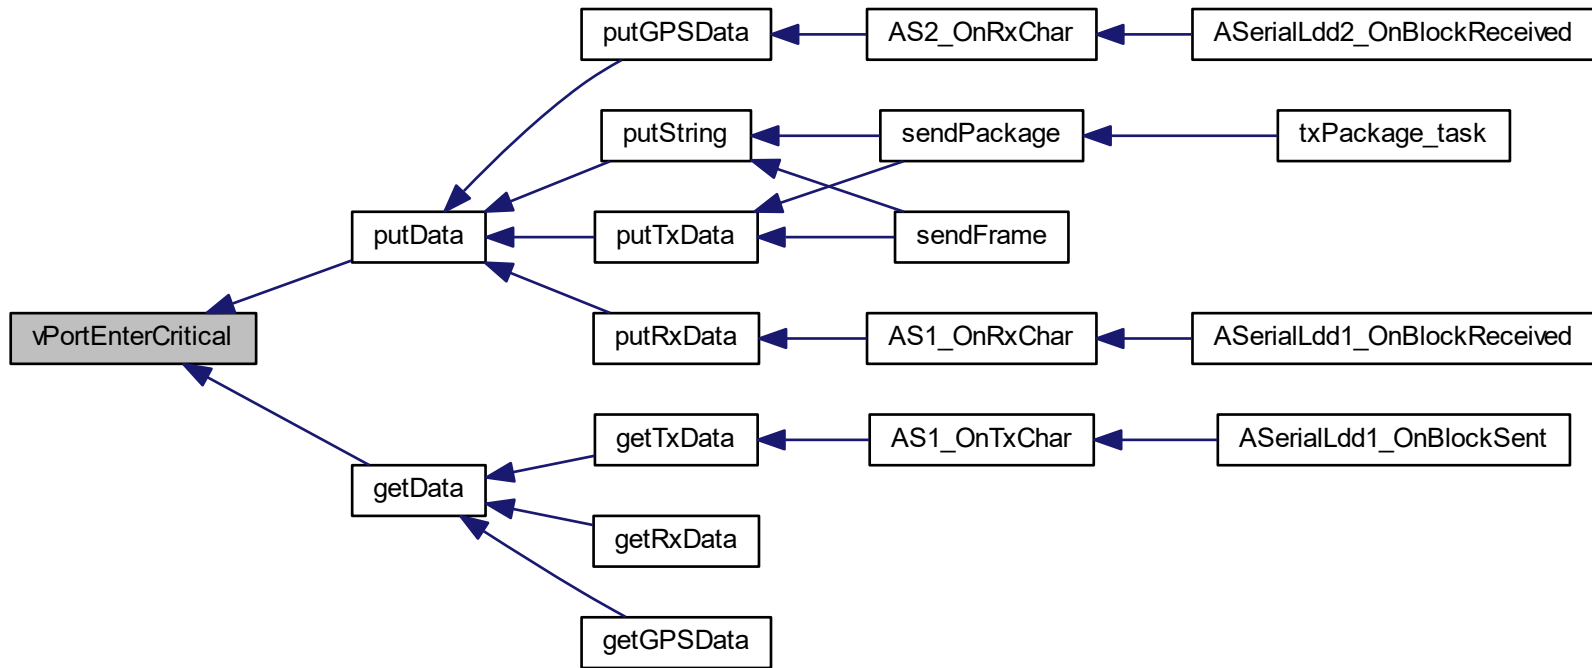 putGPSData
AS2_OnRxChar
ASerialLdd2_OnBlockReceived
putString
sendPackage
txPackage_task
putData
putTxData
sendFrame
vPortEnterCritical
putRxData
AS1_OnRxChar
ASerialLdd1_OnBlockReceived
getTxData
AS1_OnTxChar
ASerialLdd1_OnBlockSent
getData
getRxData
getGPSData